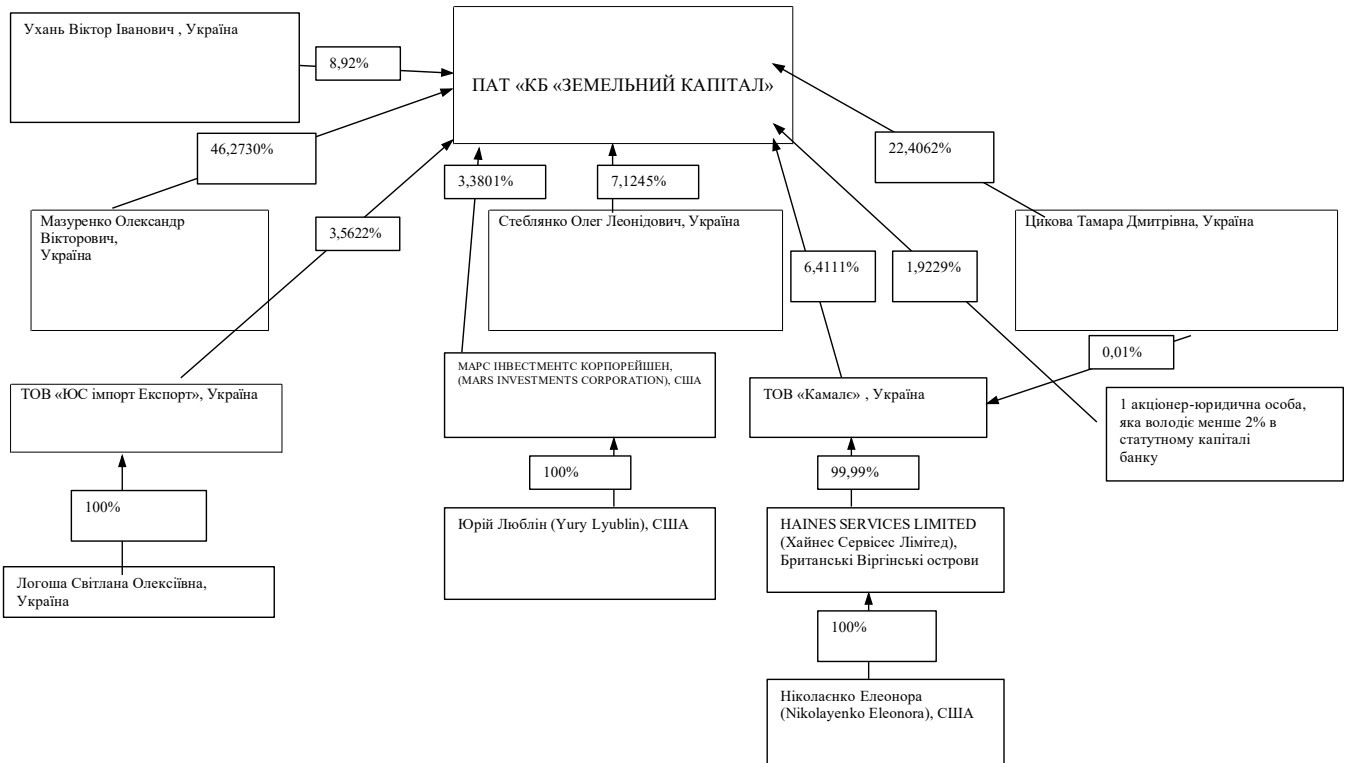 Ухань Віктор Іванович , Україна
8,92%
ПАТ «КБ «ЗЕМЕЛЬНИЙ КАПІТАЛ»
46,2730%
22,4062%
3,3801%
7,1245%
Мазуренко Олександр
Вікторович,
Україна
3,5622%
Стеблянко Олег Леонідович, Україна
6,4111%
1,9229%
Цикова Тамара Дмитрівна, Україна
0,01%
ТОВ «ЮС імпорт Експорт», Україна
МАРС ІНВЕСТМЕНТС КОРПОРЕЙШЕН,
(MARS INVESTMENTS CORPORATION), США
ТОВ «Камалє» , Україна
1 акціонер-юридична особа,
яка володіє менше 2% в
статутному капіталі
банку
100%
100%
99,99%
Логоша Світлана Олексіївна,
Україна
Юрій Люблін (Yury Lyublin), США
HAINES SERVICES LIMITED
(Хайнес Сервісес Лімітед),
Британські Віргінські острови
100%
Ніколаєнко Елеонора
(Nikolayenko Eleonora), США